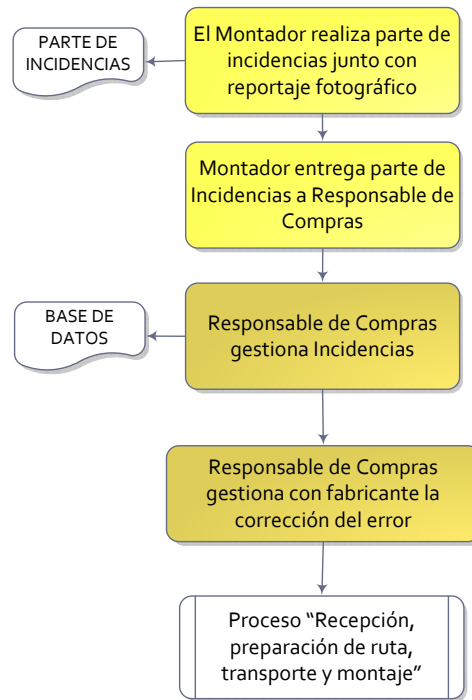 PARTE DE
INCIDENCIAS
El Montador realiza parte de
incidencias junto con
reportaje fotográfico
Montador entrega parte de
Incidencias a Responsable de
Compras
BASE DE
DATOS
Responsable de Compras
gestiona Incidencias
Responsable de Compras
gestiona con fabricante la
corrección del error
Proceso “Recepción,
preparación de ruta,
transporte y montaje”